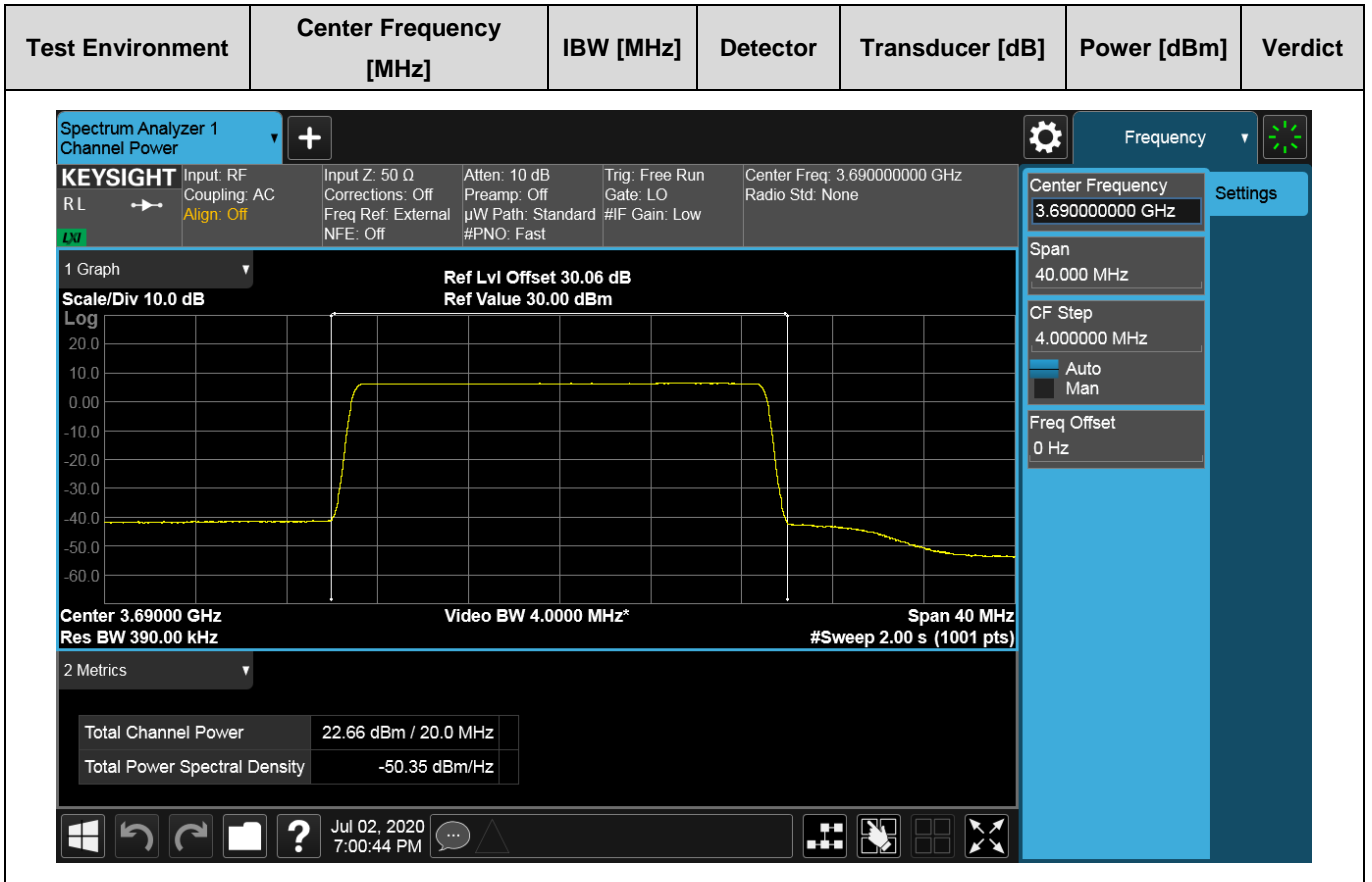 Test Environment
Center Frequency
[MHz]
IBW [MHz]
Detector
Transducer [dB]
Power [dBm]
Verdict
Spectrum Analyzer 1
Channel Power
+
Frequency
KEYSIGHT
R L
LXI
Input: RF
Coupling: AC
Align: Off
Input Z: 50 Ω
Corrections: Off
Freq Ref: External
NFE: Off
Atten: 10 dB
Preamp: Off
µW Path: Standard
#PNO: Fast
Trig: Free Run
Gate: LO
#IF Gain: Low
Center Freq: 3.690000000 GHz
Radio Std: None
Center Frequency
3.690000000 GHz
Settings
Span
40.000 MHz
CF Step
4.000000 MHz
Auto
Man
Freq Offset
0 Hz
1 Graph
Scale/Div 10.0 dB
Ref Lvl Offset 30.06 dB
Ref Value 30.00 dBm
Log
20.0
10.0
0.00
-10.0
-20.0
-30.0
-40.0
-50.0
-60.0
Center 3.69000 GHz
Video BW 4.0000 MHz*
Span 40 MHz
Res BW 390.00 kHz
#Sweep 2.00 s (1001 pts)
2 Metrics
Total Channel Power 22.66 dBm / 20.0 MHz
Total Power Spectral Density -50.35 dBm/Hz
?
Jul 02, 2020
7:00:44 PM